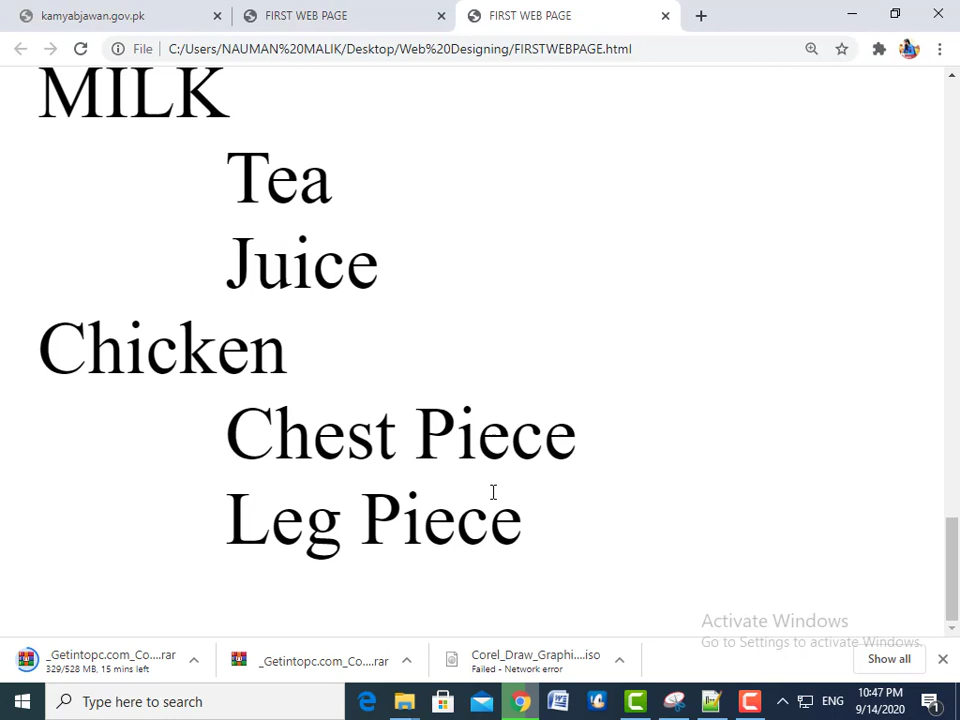 kamyabjawan.gov.pk
FIRST WEB PAGE
FIRST WEB PAGE
File
C:/Users/NAUMAN%20MALIK/Desktop/Web%20Designing/FIRSTWEBPAGE.html
MILK
Tea
Juice
Chicken
Chest Piece
Leg Piece
Activate Windows
Go to Settings to activate Windows.
_Getintopc.com_Co....rar
329/528 MB, 15 mins left
_Getintopc.com_Co....rar
Corel_Draw_Graphi....iso
Failed - Network error
Show all
Type here to search
ENG
10:47 PM
9/14/2020
1